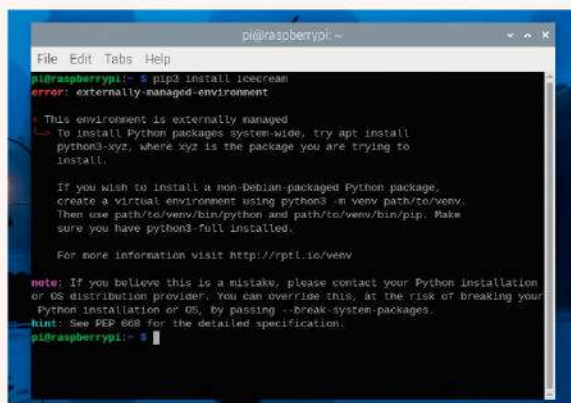 pi@raspberrypi: ~
File Edit Tabs Help
pi@raspberrypi:~ $ pip3 install icecream
error: externally-managed-environment
× This environment is externally managed
╰─> To install Python packages system-wide, try apt install
python3-xyz, where xyz is the package you are trying to
install.
If you wish to install a non-Debian-packaged Python package,
create a virtual environment using python3 -m venv path/to/venv.
Then use path/to/venv/bin/python and path/to/venv/bin/pip. Make
sure you have python3-full installed.
For more information visit http://rptl.io/venv
note: If you believe this is a mistake, please contact your Python installation
or OS distribution provider. You can override this, at the risk of breaking your
Python installation or OS, by passing --break-system-packages.
hint: See PEP 668 for the detailed specification.
pi@raspberrypi:~ $